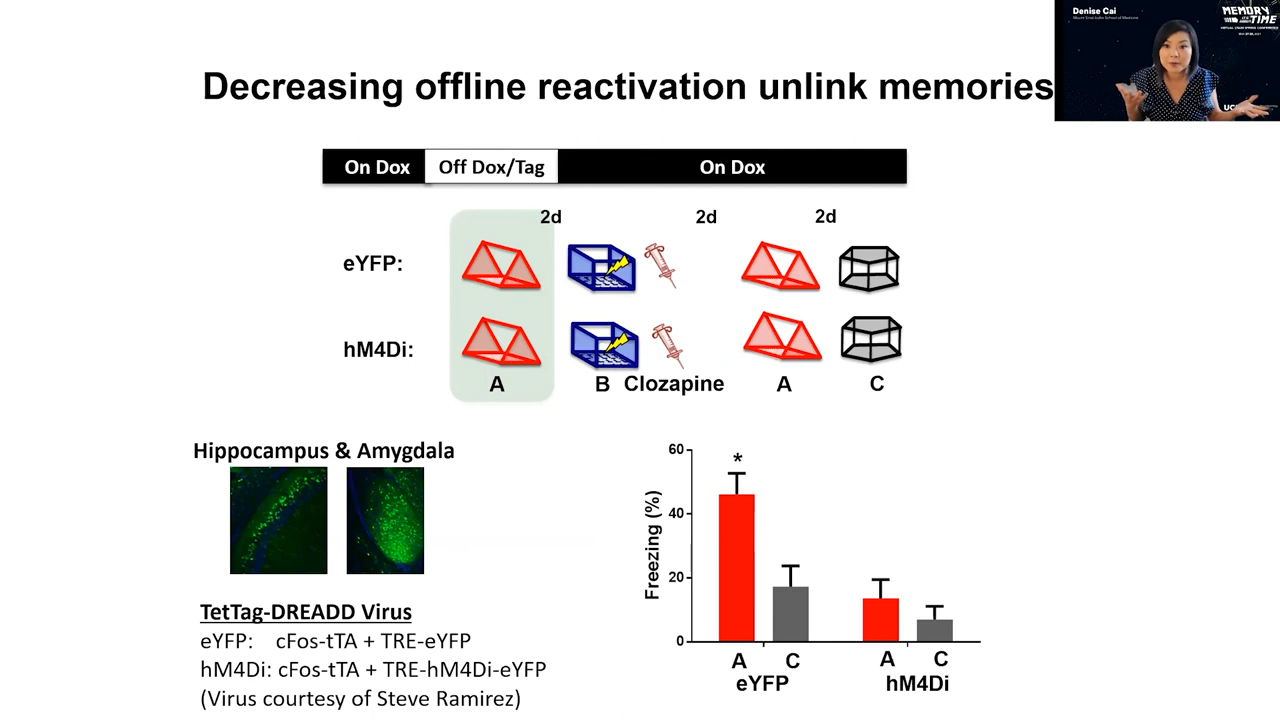 Denise Cai
Mount Sinai Icahn School of Medicine
MEMORY
TIME
Decreasing offline reactivation unlink memories
On Dox
Off Dox/Tag
On Dox
2d
2d
2d
eYFP:
hM4Di:
A
B
Clozapine
A
C
Hippocampus & Amygdala
TetTag-DREADD Virus
eYFP: cFos-tTA + TRE-eYFP
hM4Di: cFos-tTA + TRE-hM4Di-eYFP
(Virus courtesy of Steve Ramirez)
Freezing (%)
60
40
20
0
*
A
C
A
C
eYFP
hM4Di